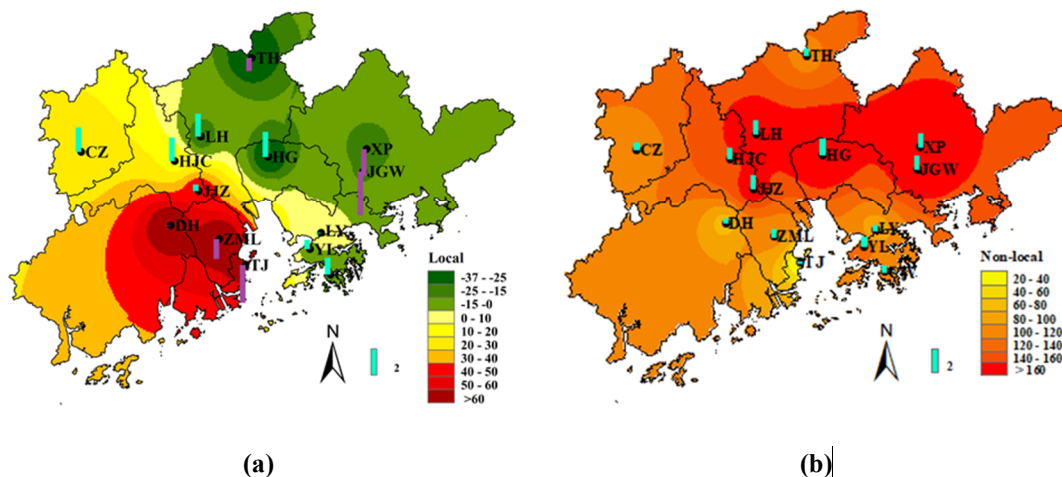 TH
LH
XP
CZ
HJC
HG
JGW
JJZ
DH
ZML
LY
YL
TJ
Local
-37 - -25
-25 - -15
-15 -0
0 - 10
10 - 20
20 - 30
30 - 40
40 - 50
50 - 60
>60
N
2
(a)
TH
LH
XP
CZ
HJC
HG
JGW
DH
ZML
LY
YL
TJ
Non-local
20 - 40
40 - 60
60 - 80
80 - 100
100 - 120
120 - 140
140 - 160
>160
N
2
(b)